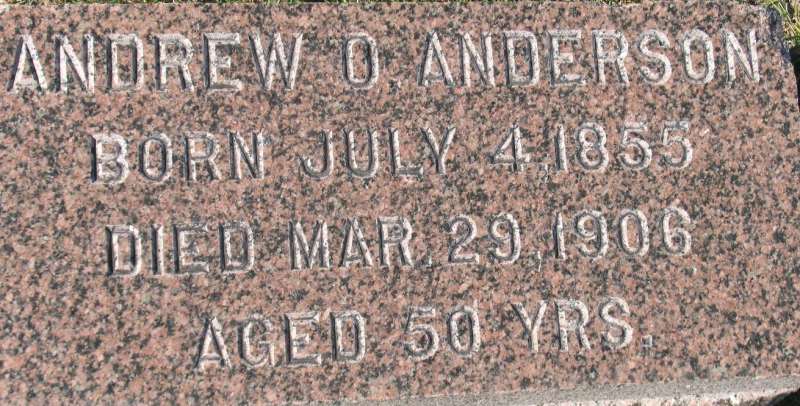 ANDREW O. ANDERSON
BORN JULY 4, 1855
DIED MAR. 29, 1906
AGED 50 YRS.